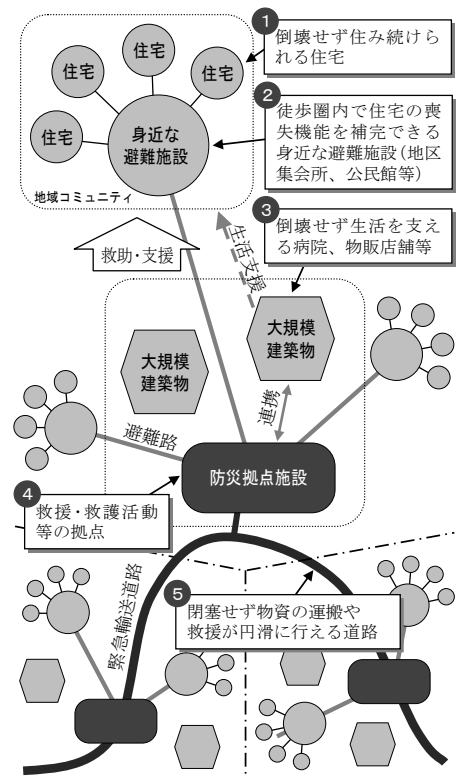 1
倒壊せず住み続けら
れる住宅
住宅
住宅
住宅
住宅
身近な
避難施設
地域コミュニティ
2
徒歩圏内で住宅の喪
失機能を補完できる
身近な避難施設(地区
集会所、公民館等)
3
倒壊せず生活を支え
る病院、物販店舗等
救助・支援
生活支援
大規模
建築物
大規模
建築物
連携
避難路
防災拠点施設
4
救援・救護活動
等の拠点
緊急輸送道路
5
閉塞せず物資の運搬や
救援が円滑に行える道路